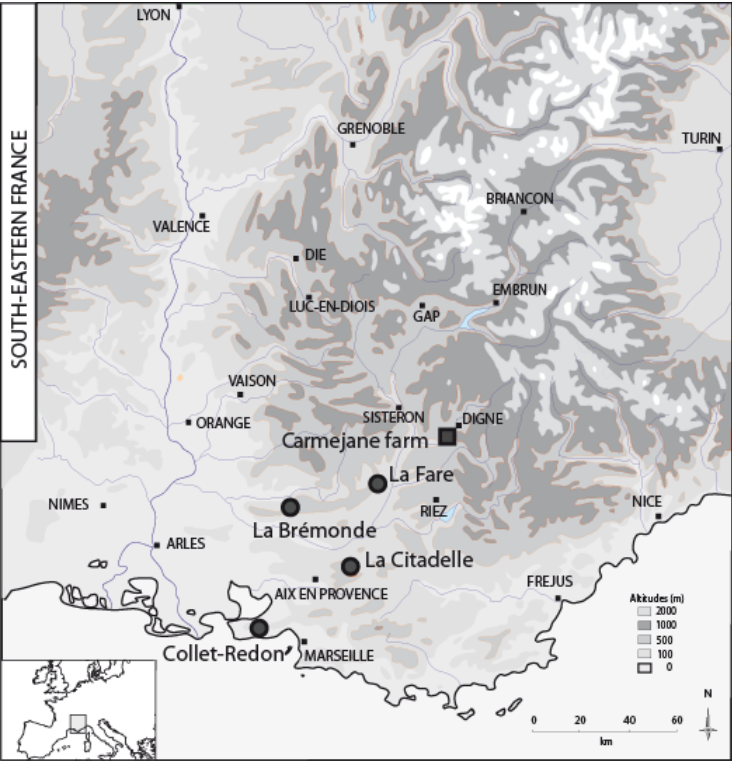 SOUTH-EASTERN FRANCE
LYON
GRENOBLE
TURIN
BRIANCON
VALENCE
DIE
EMBRUN
LUC-EN-DIOIS
GAP
VAISON
SISTERON
DIGNE
ORANGE
Carmejane farm
La Fare
NIMES
RIEZ
NICE
La Brémonde
ARLES
La Citadelle
FREJUS
AIX EN PROVENCE
Altitudes (m)
2000
1000
500
100
0
Collet-Redon
MARSEILLE
N
0 20 40 60
km